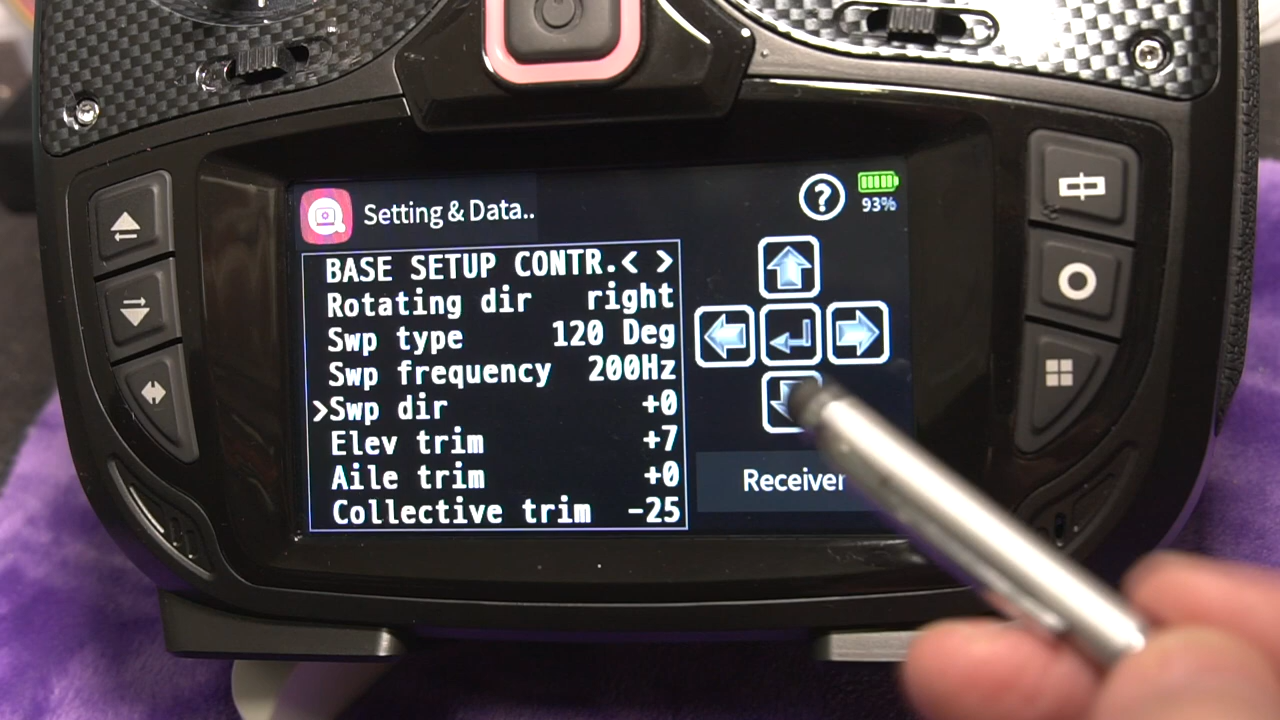 Setting & Data..
93%
BASE SETUP CONTR.< >
Rotating dir right
Swp type 120 Deg
Swp frequency 200Hz
>Swp dir +0
Elev trim +7
Aile trim +0
Collective trim -25
Receiver